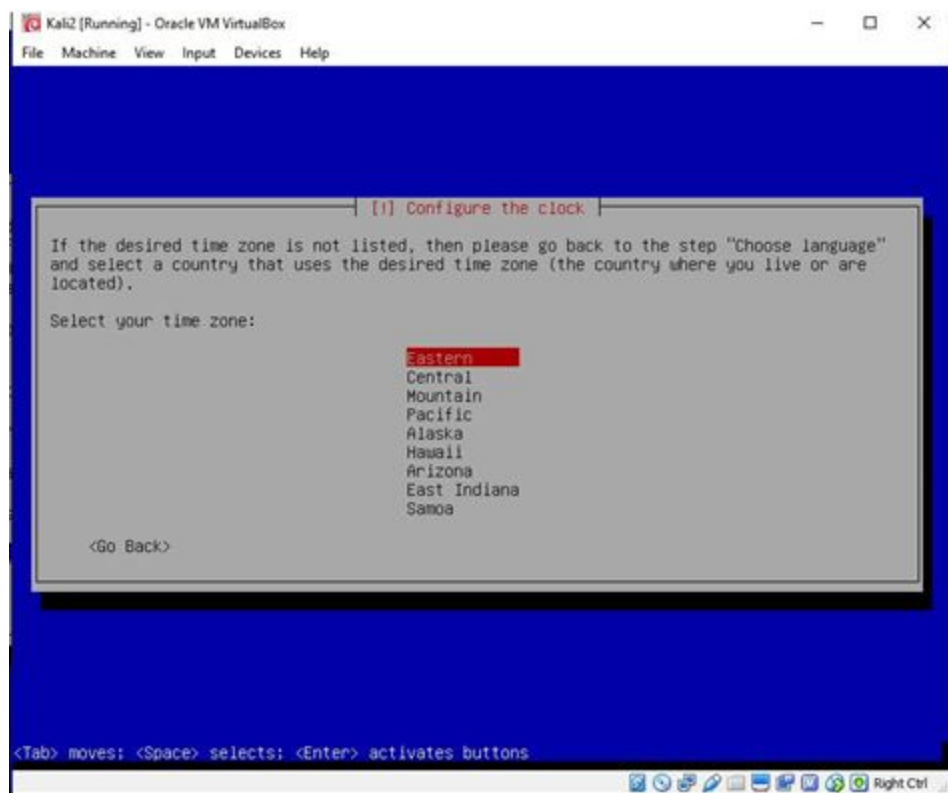 Kali2 [Running] - Oracle VM VirtualBox
File Machine View Input Devices Help
[!] Configure the clock
If the desired time zone is not listed, then please go back to the step "Choose language"
and select a country that uses the desired time zone (the country where you live or are
located).
Select your time zone:
Eastern
Central
Mountain
Pacific
Alaska
Hawaii
Arizona
East Indiana
Samoa
<Go Back>
<Tab> moves; <Space> selects; <Enter> activates buttons
Right Ctrl